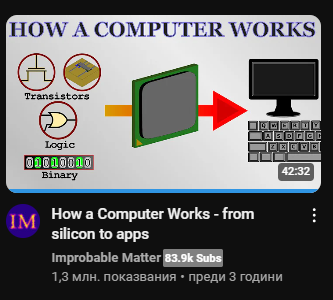 HOW A COMPUTER WORKS
Transistors
Logic
01010010
Binary
42:32
IM
How a Computer Works - from
silicon to apps
Improbable Matter 83.9k Subs
1,3 млн. показвания • преди 3 години